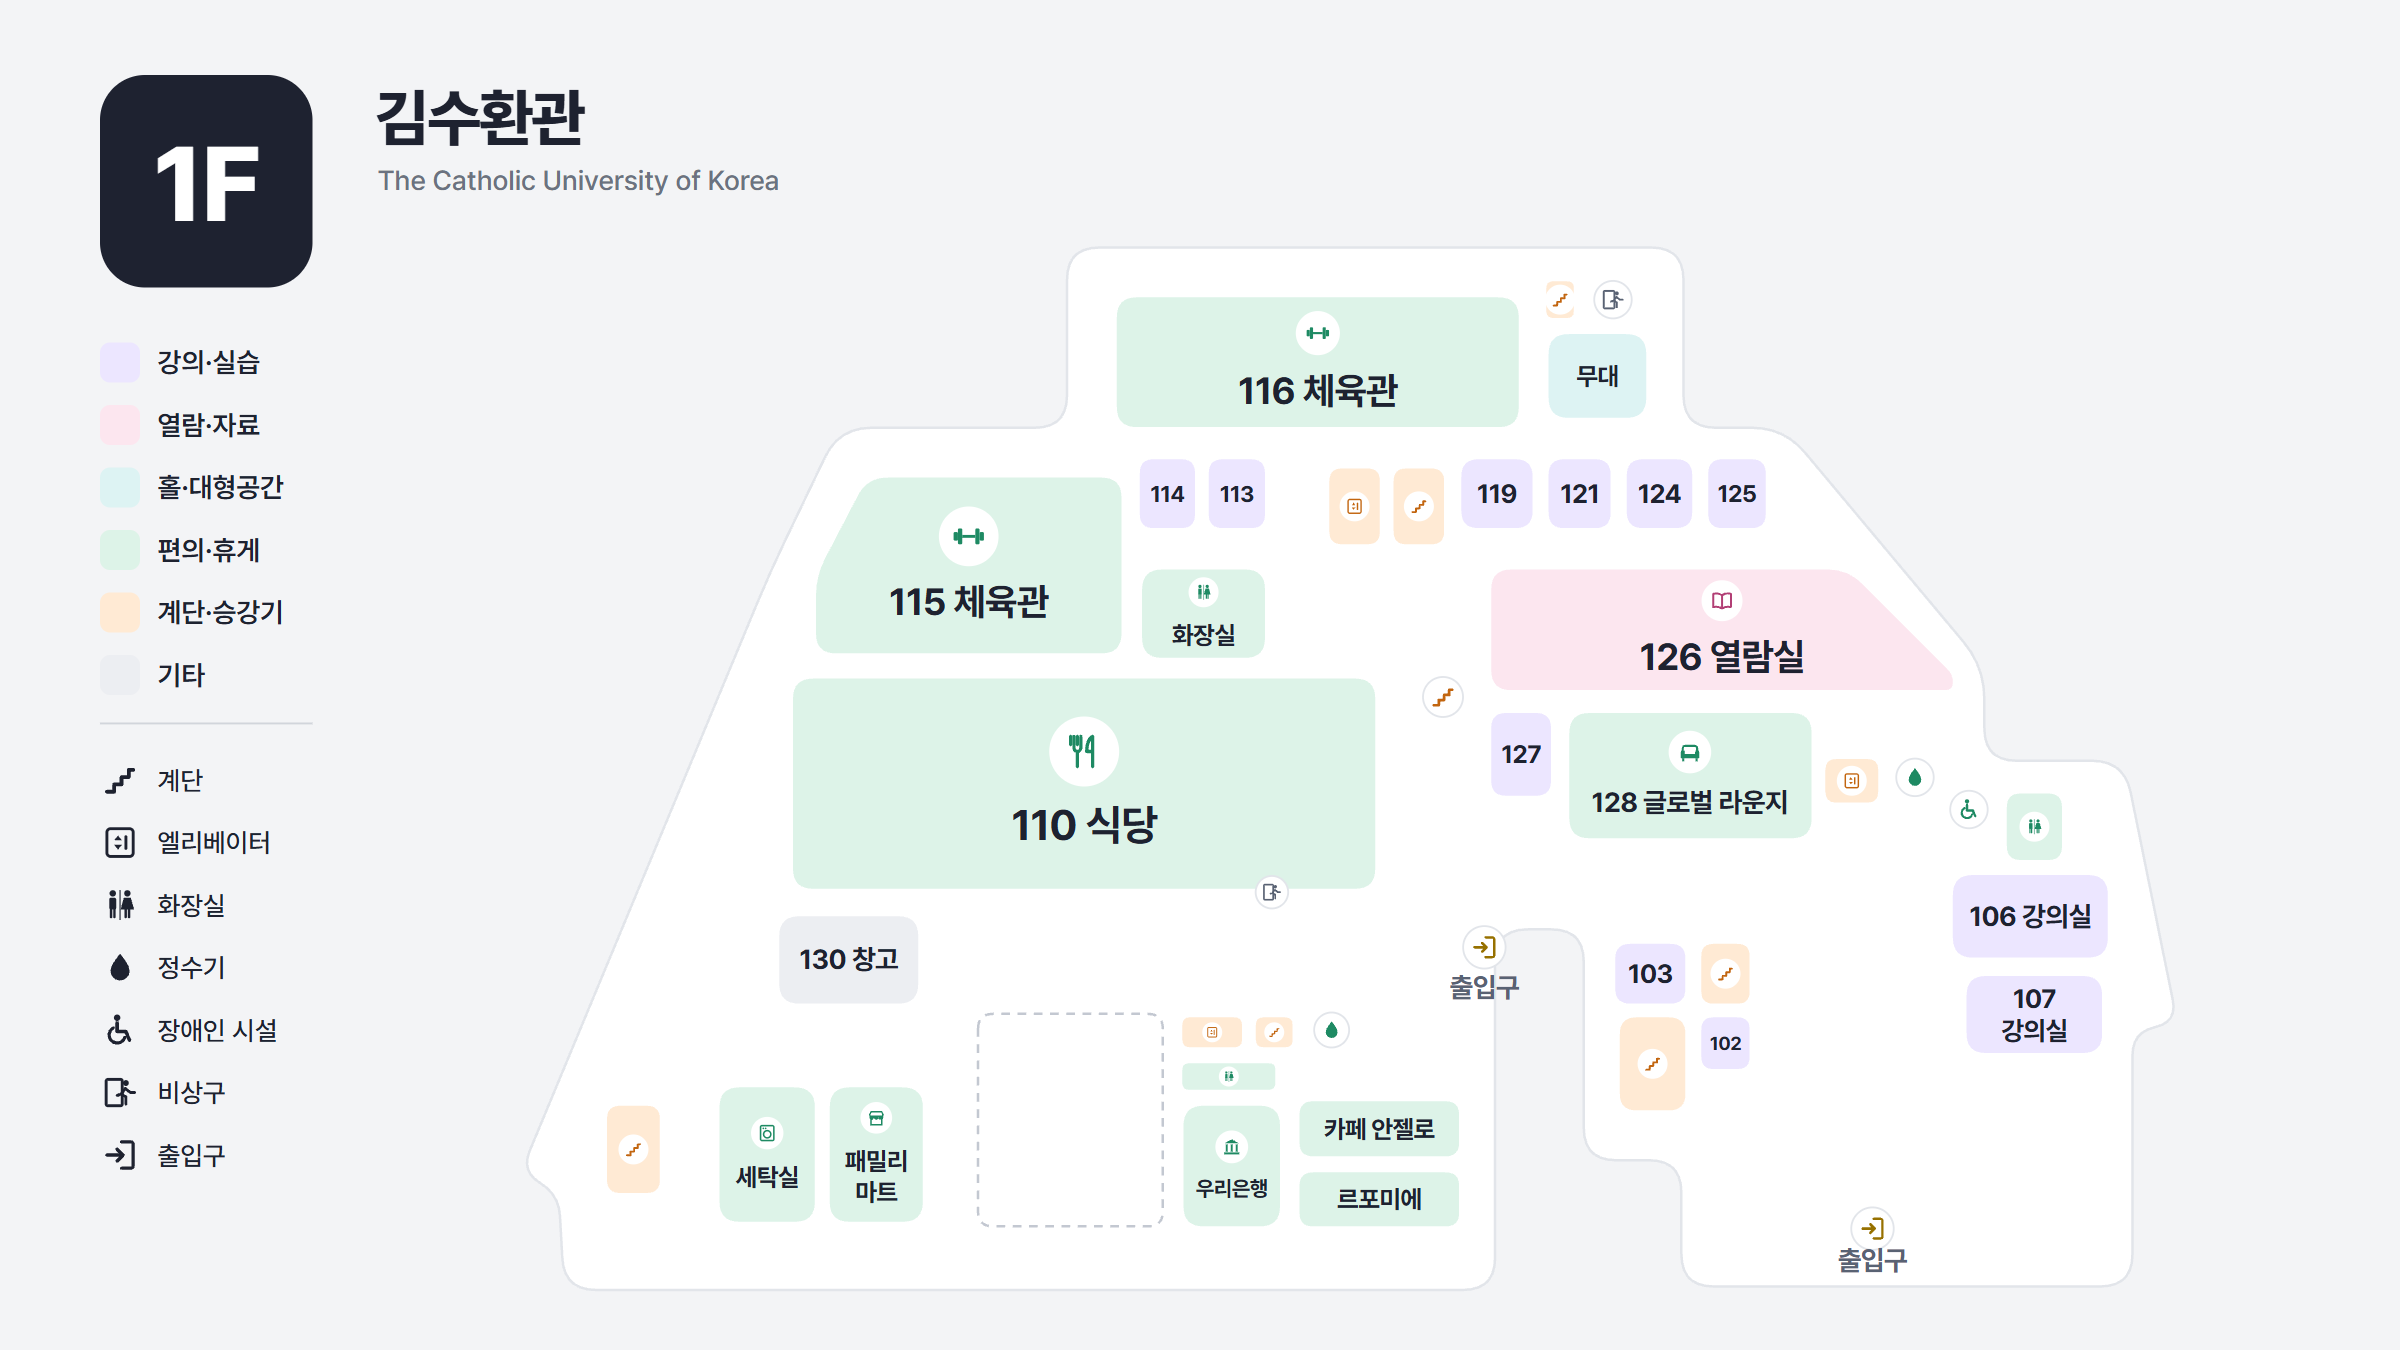 1F
김수환관
The Catholic University of Korea
강의·실습
열람·자료
홀·대형공간
편의·휴게
계단·승강기
기타
계단
엘리베이터
화장실
정수기
장애인 시설
비상구
출입구
116 체육관
무대
114
113
119
121
124
125
115 체육관
화장실
126 열람실
110 식당
127
128 글로벌 라운지
106 강의실
130 창고
출입구
103
107
강의실
102
세탁실
패밀리
마트
우리은행
카페 안젤로
르포미에
출입구